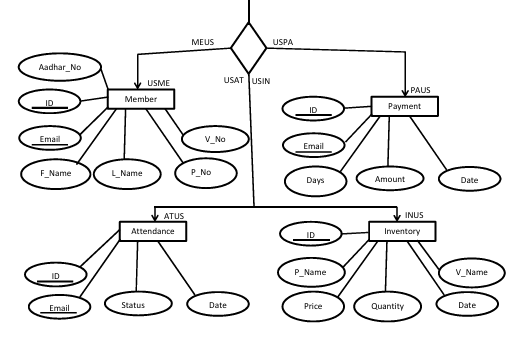 MEUS
USPA
Aadhar_No
USME
USAT
USIN
PAUS
ID
Member
ID
Payment
Email
V_No
Email
F_Name
L_Name
P_No
Days
Amount
Date
ATUS
INUS
Attendance
ID
Inventory
ID
P_Name
V_Name
Email
Status
Date
Price
Quantity
Date